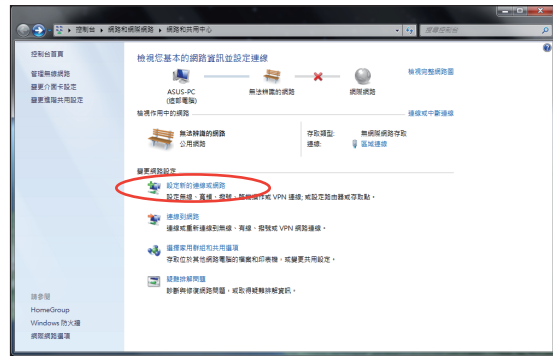 控制台 ▸ 網路和網際網路 ▸ 網路和共用中心
搜尋控制台
控制台首頁
管理無線網路
變更介面卡設定
變更進階共用設定
檢視您基本的網路資訊並設定連線
檢視完整網路圖
ASUS-PC
(這部電腦)
無法辨識的網路
網際網路
檢視作用中的網路
連線或中斷連線
無法辨識的網路
公用網路
存取類型: 無網際網路存取
連線: 區域連線
變更網路設定
設定新的連線或網路
設定無線、寬頻、撥號、臨機操作或 VPN 連線; 或設定路由器或存取點。
連線到網路
連線或重新連線到無線、有線、撥號或 VPN 網路連線。
選擇家用群組和共用選項
存取位於其他網路電腦的檔案和印表機，或變更共用設定。
疑難排解問題
診斷與修復網路問題，或取得疑難排解資訊。
請參閱
HomeGroup
Windows 防火牆
網際網路選項